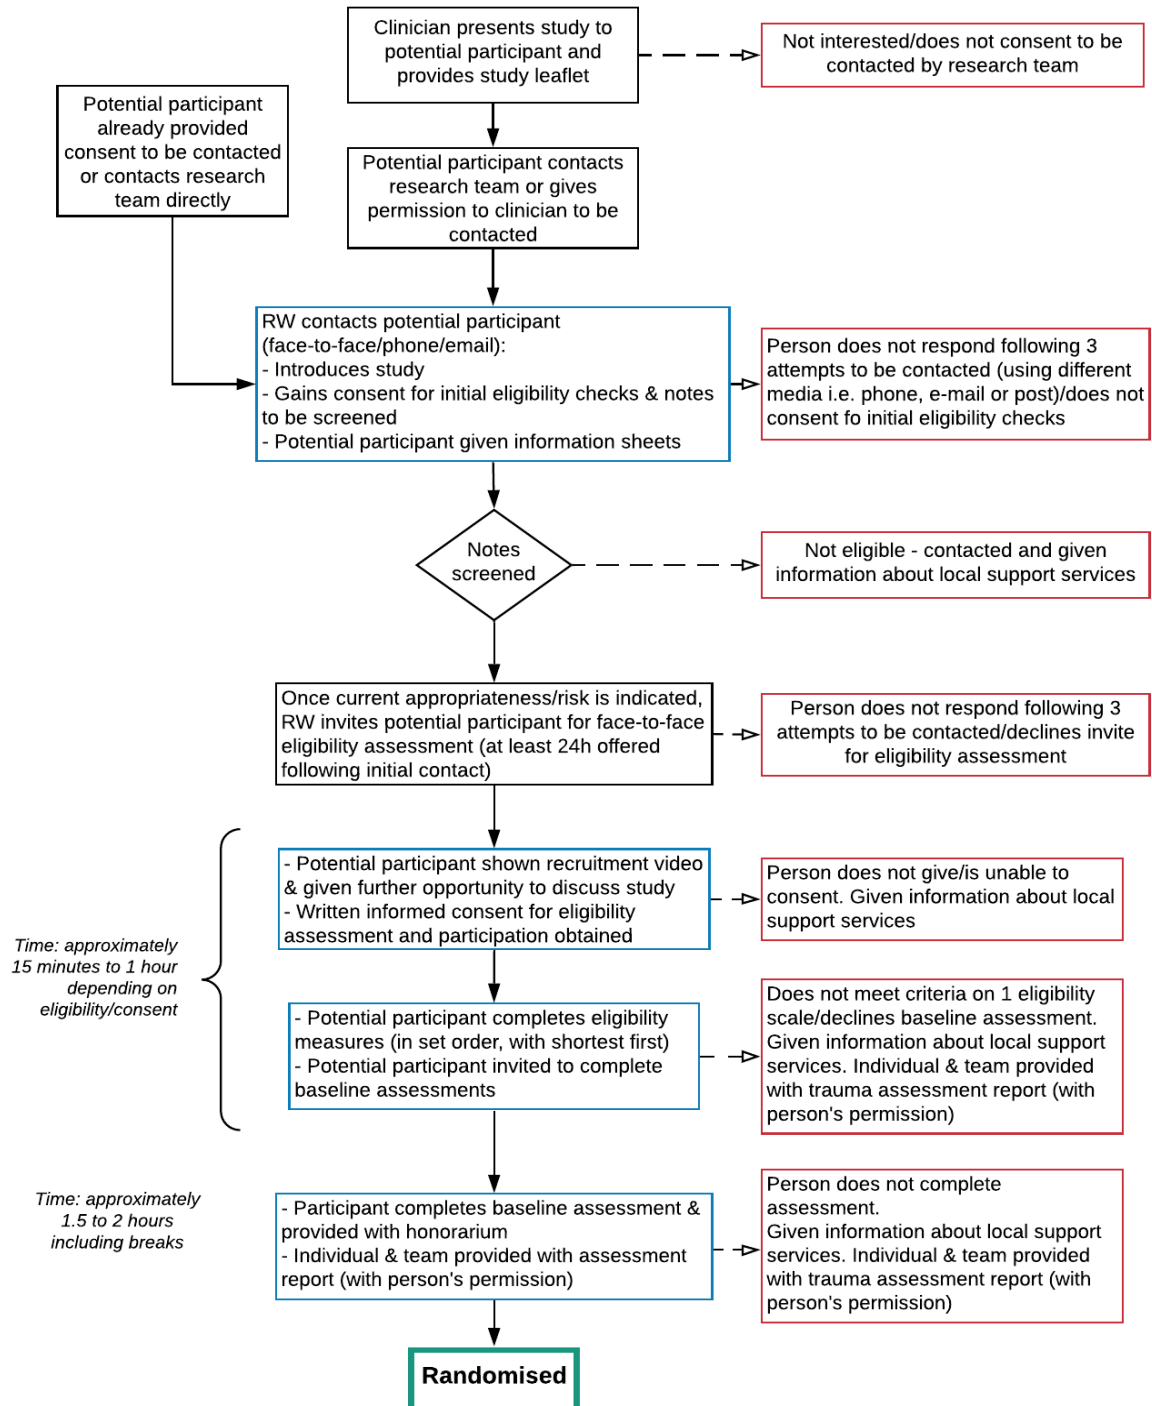 Clinician presents study to
potential participant and
provides study leaflet
Not interested/does not consent to be
contacted by research team
Potential participant
already provided
consent to be contacted
or contacts research
team directly
Potential participant contacts
research team or gives
permission to clinician to be
contacted
RW contacts potential participant
(face-to-face/phone/email):
- Introduces study
- Gains consent for initial eligibility checks & notes
to be screened
- Potential participant given information sheets
Person does not respond following 3
attempts to be contacted (using different
media i.e. phone, e-mail or post)/does not
consent fo initial eligibility checks
Notes
screened
Not eligible - contacted and given
information about local support services
Once current appropriateness/risk is indicated,
RW invites potential participant for face-to-face
eligibility assessment (at least 24h offered
following initial contact)
Person does not respond following 3
attempts to be contacted/declines invite
for eligibility assessment
- Potential participant shown recruitment video
& given further opportunity to discuss study
- Written informed consent for eligibility
assessment and participation obtained
Person does not give/is unable to
consent. Given information about local
support services
Time: approximately
15 minutes to 1 hour
depending on
eligibility/consent
- Potential participant completes eligibility
measures (in set order, with shortest first)
- Potential participant invited to complete
baseline assessments
Does not meet criteria on 1 eligibility
scale/declines baseline assessment.
Given information about local support
services. Individual & team provided
with trauma assessment report (with
person's permission)
Time: approximately
1.5 to 2 hours
including breaks
- Participant completes baseline assessment &
provided with honorarium
- Individual & team provided with assessment
report (with person's permission)
Person does not complete
assessment.
Given information about local support
services. Individual & team provided
with trauma assessment report (with
person's permission)
Randomised